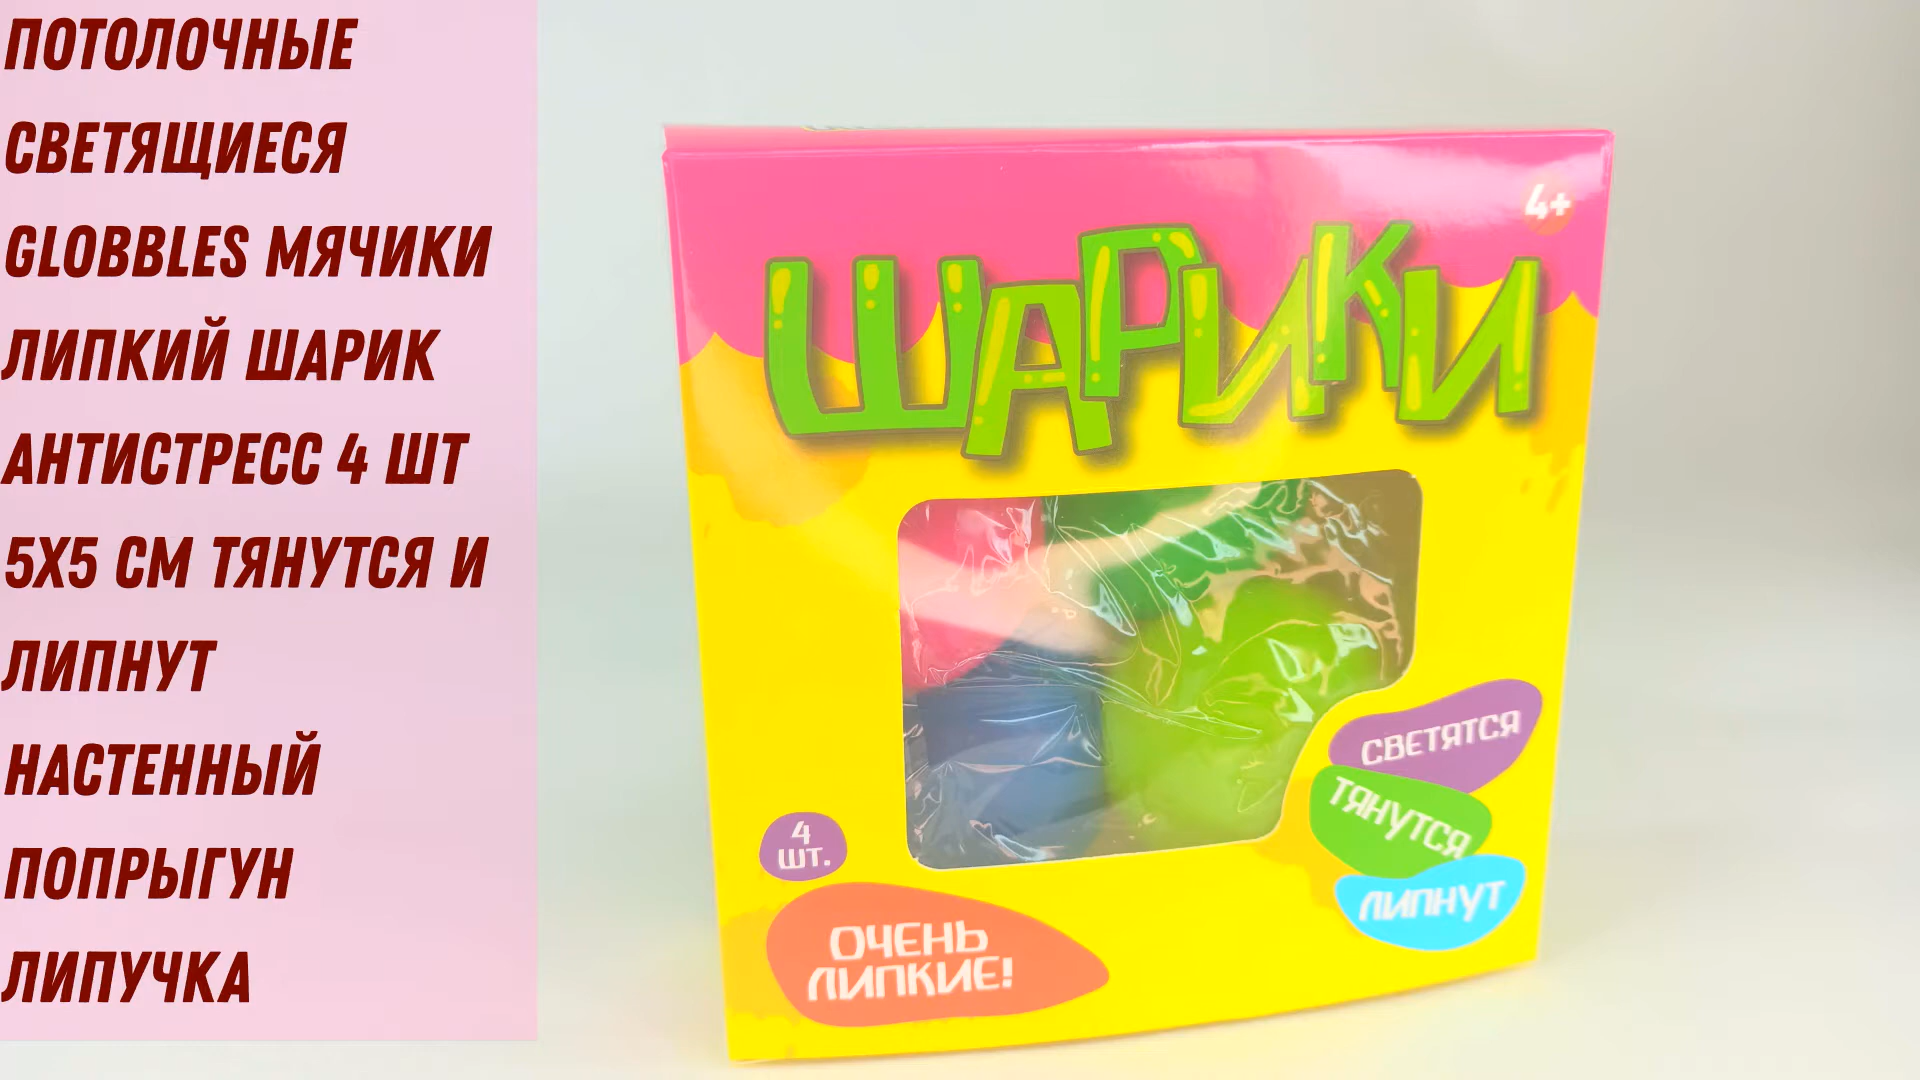 ПОТОЛОЧНЫЕ
СВЕТЯЩИЕСЯ
GLOBBLES МЯЧИКИ
ЛИПКИЙ ШАРИК
АНТИСТРЕСС 4 ШТ
5Х5 СМ ТЯНУТСЯ И
ЛИПНУТ
НАСТЕННЫЙ
ПОПРЫГУН
ЛИПУЧКА
4+
ШАРИКИ
СВЕТЯТСЯ
ТЯНУТСЯ
ЛИПНУТ
4
ШТ.
ОЧЕНЬ
ЛИПКИЕ!